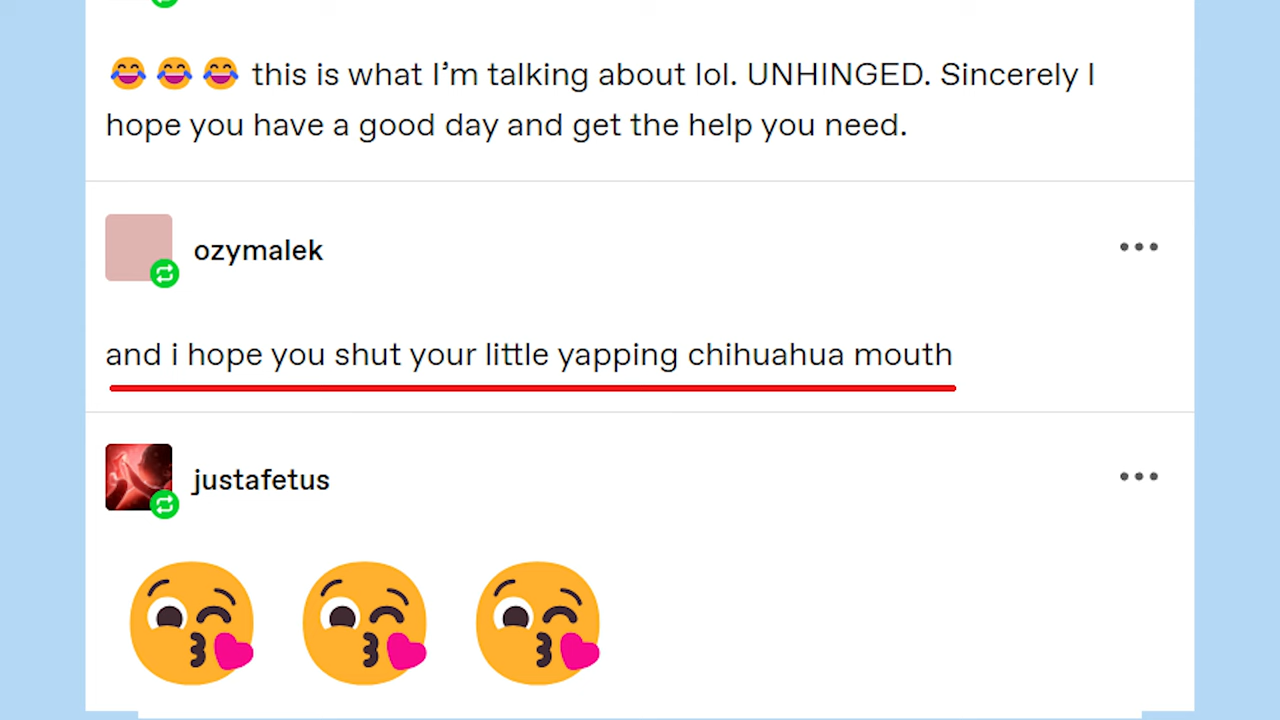 😂 😂 😂 this is what I’m talking about lol. UNHINGED. Sincerely I
hope you have a good day and get the help you need.
ozymalek
and i hope you shut your little yapping chihuahua mouth
justafetus
😘 😘 😘